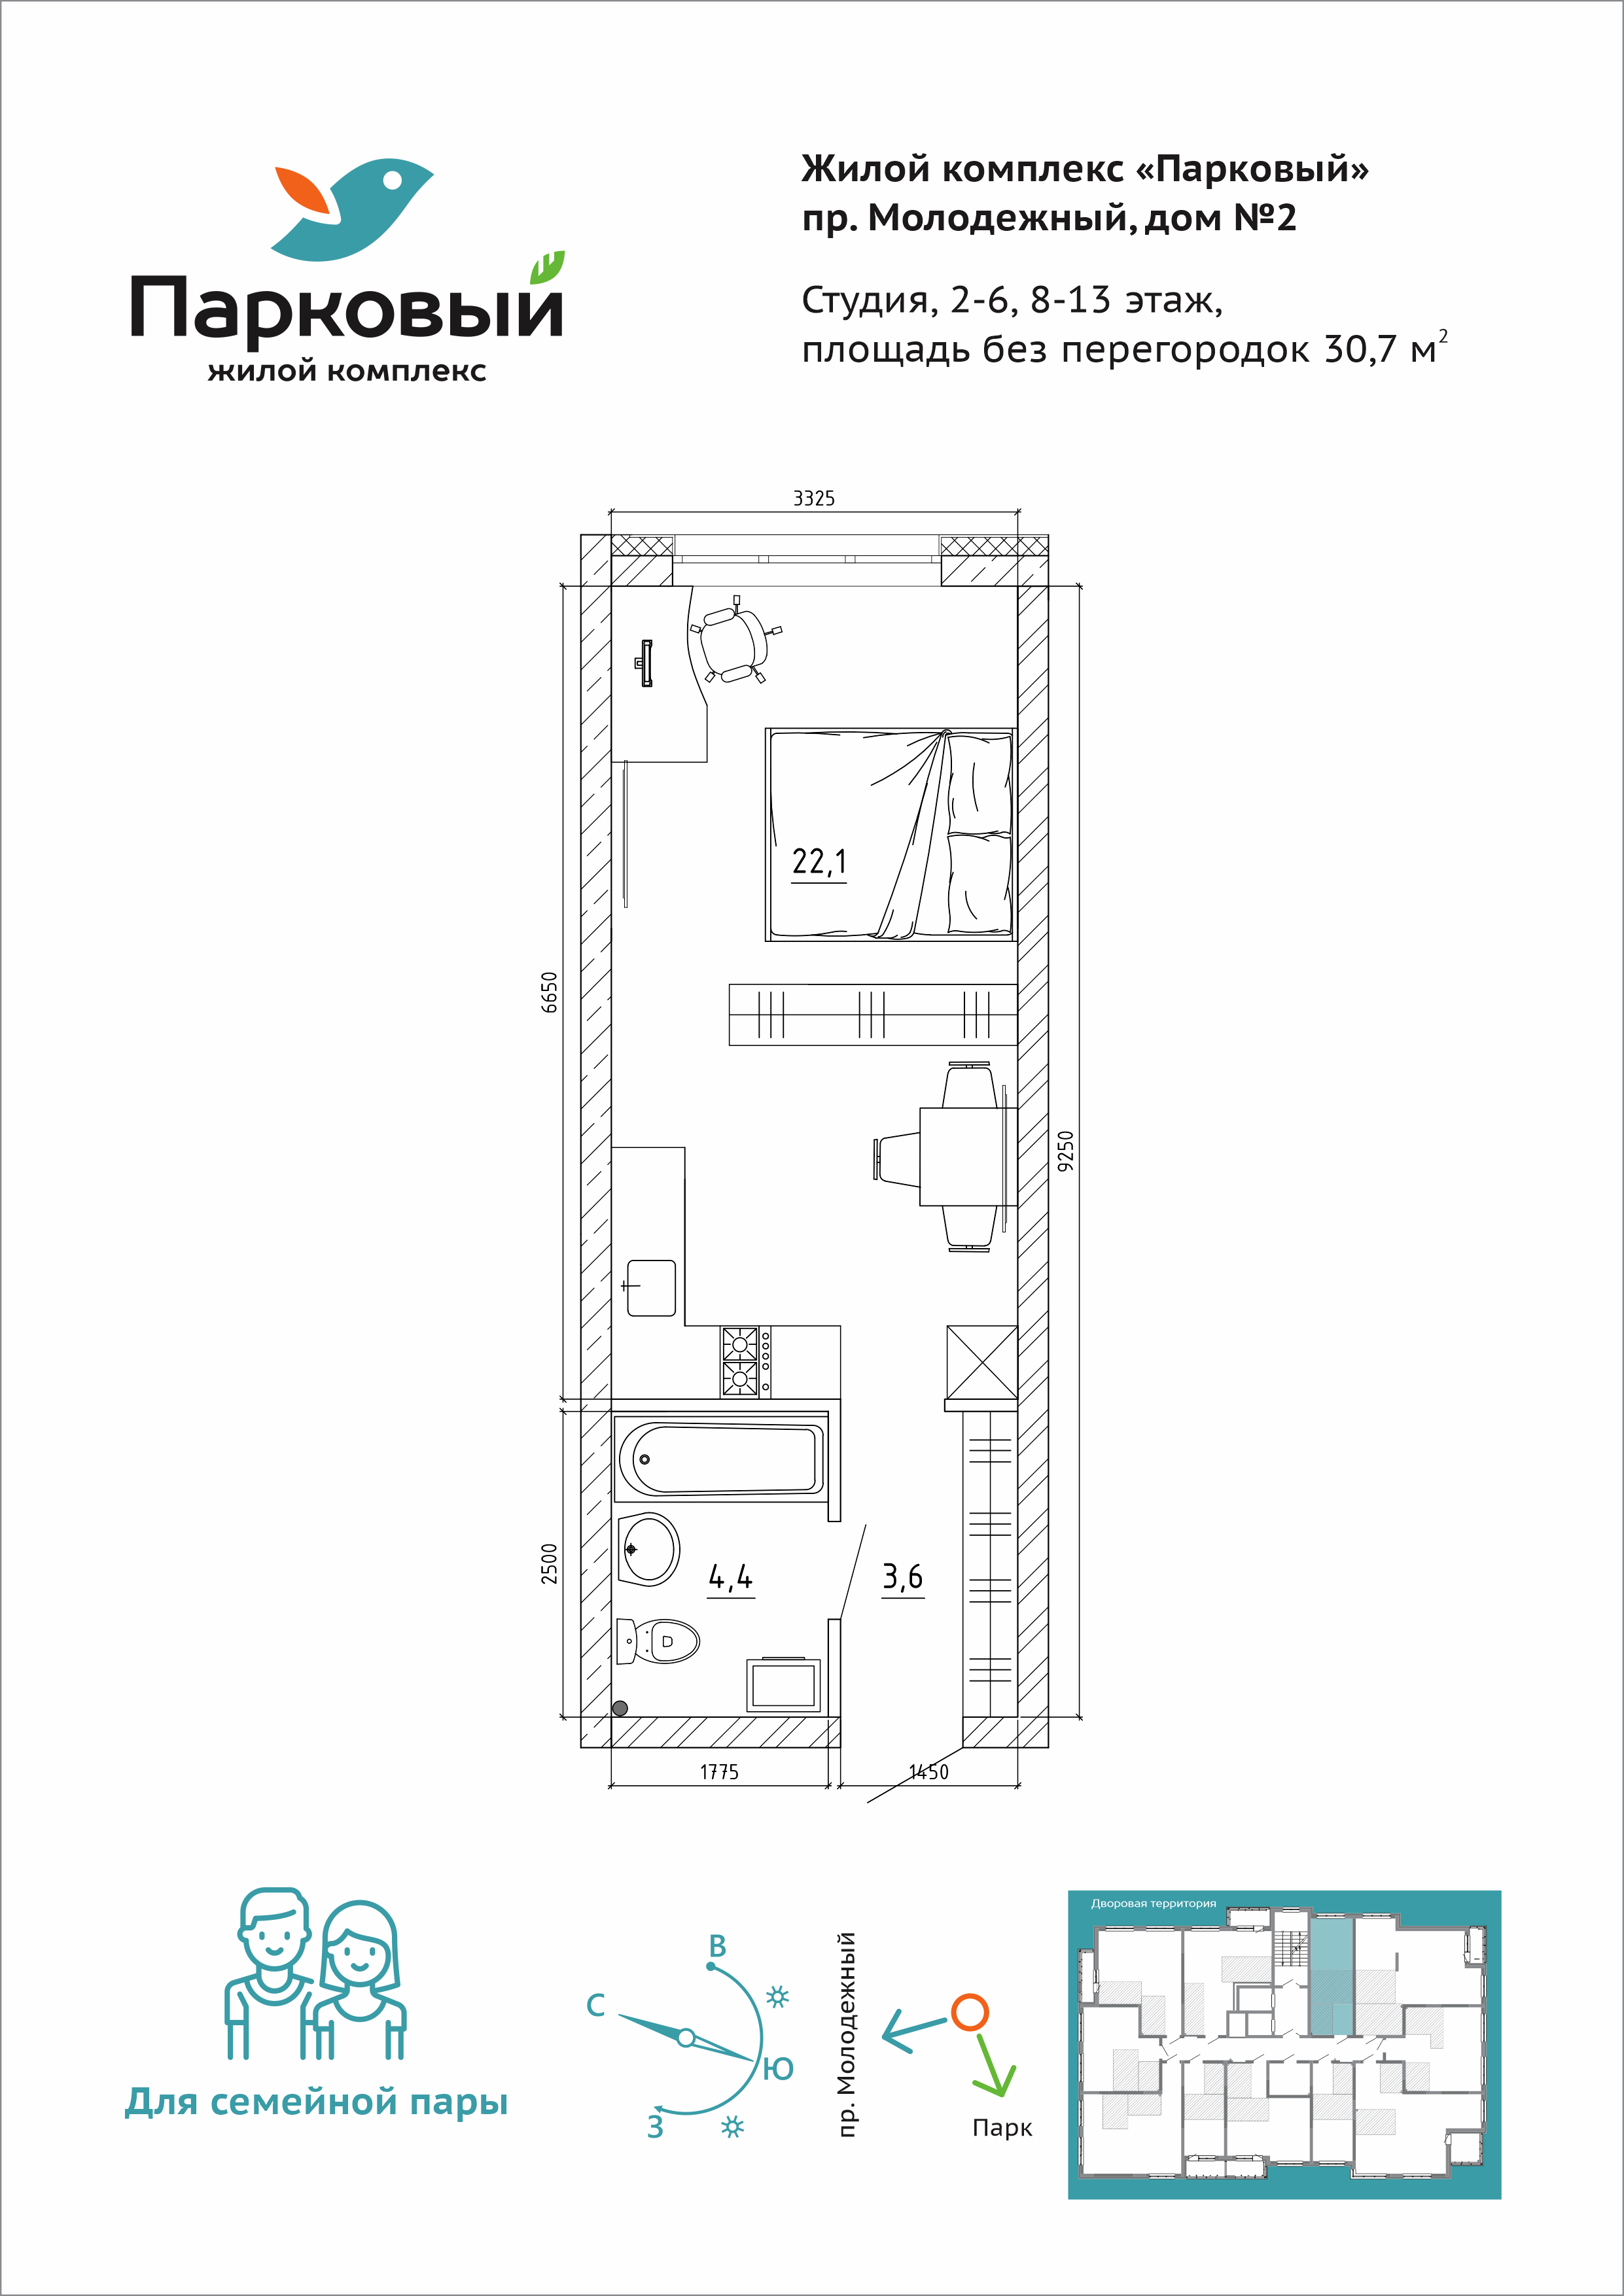 Парковый
жилой комплекс
Жилой комплекс «Парковый»
пр. Молодежный, дом №2
Студия, 2-6, 8-13 этаж,
площадь без перегородок 30,7 м²
3325
22,1
6650
9250
2500
4,4
3,6
1775
1450
Для семейной пары
В
С
Ю
З
пр. Молодежный
Парк
Дворовая территория